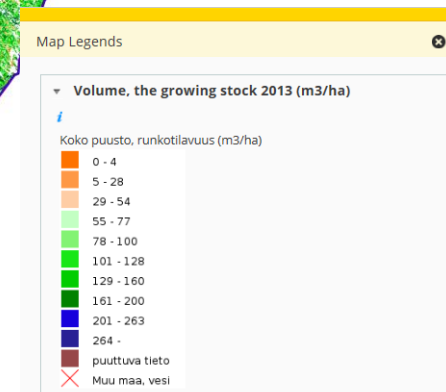 Map Legends
Volume, the growing stock 2013 (m3/ha)
i
Koko puusto, runkotilavuus (m3/ha)
0 - 4
5 - 28
29 - 54
55 - 77
78 - 100
101 - 128
129 - 160
161 - 200
201 - 263
264 -
puuttuva tieto
Muu maa, vesi